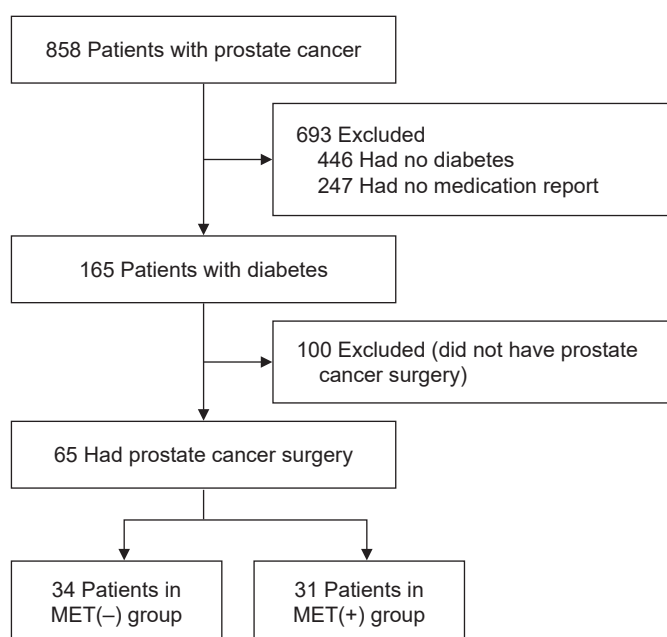 858 Patients with prostate cancer
693 Excluded
446 Had no diabetes
247 Had no medication report
165 Patients with diabetes
100 Excluded (did not have prostate
cancer surgery)
65 Had prostate cancer surgery
34 Patients in
MET(–) group
31 Patients in
MET(+) group